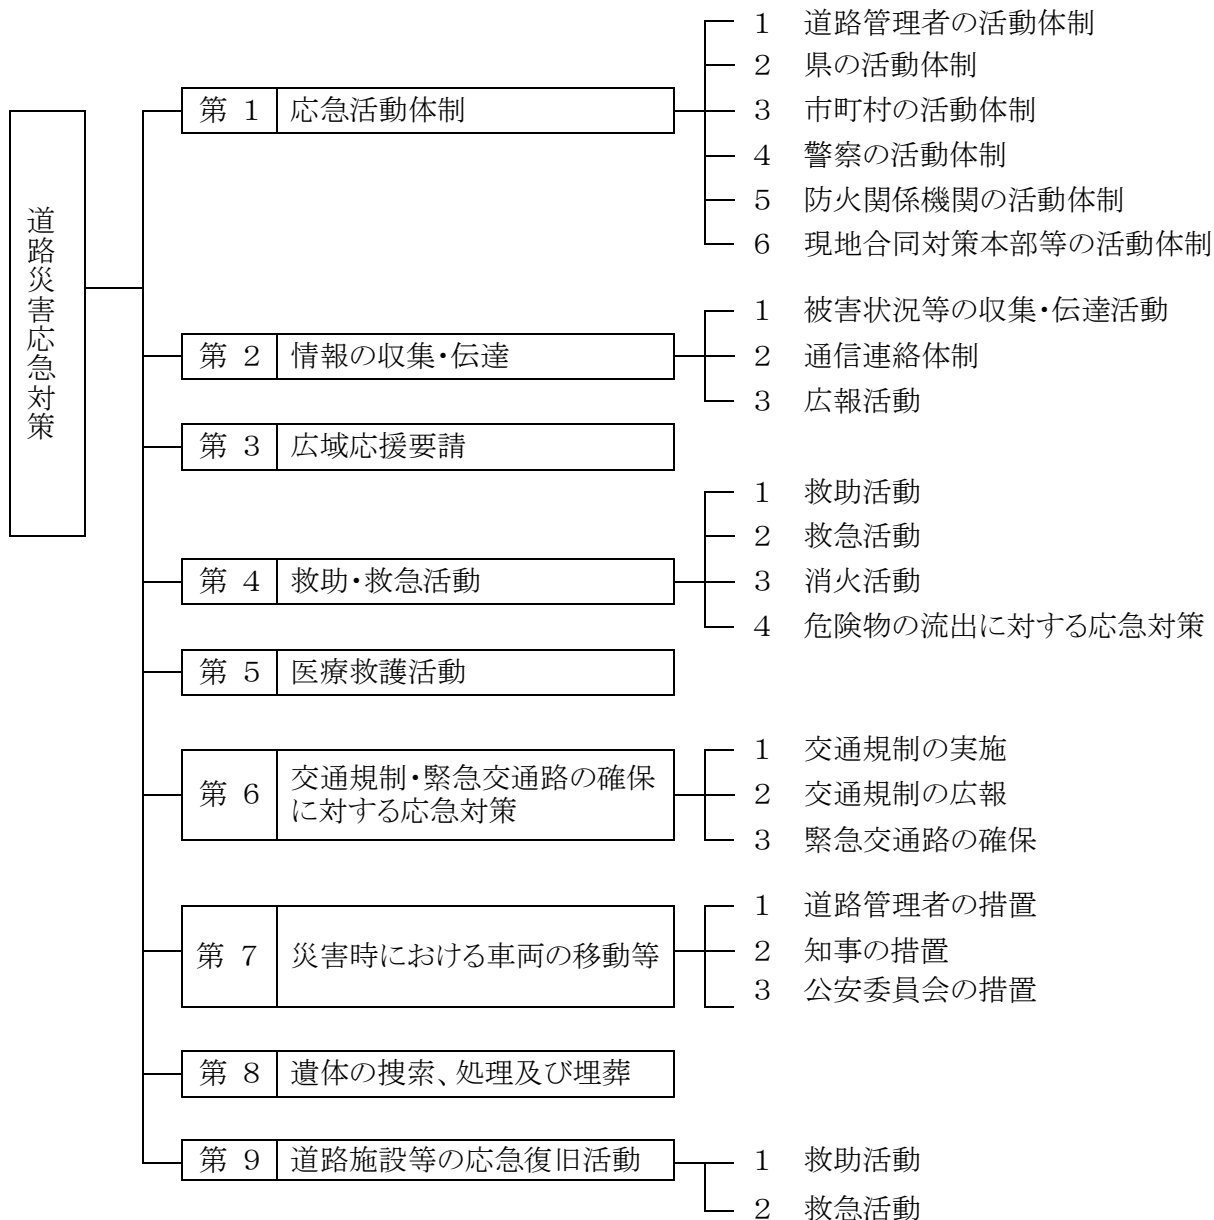 道路災害応急対策
第 1 応急活動体制
1 道路管理者の活動体制
2 県の活動体制
3 市町村の活動体制
4 警察の活動体制
5 防火関係機関の活動体制
6 現地合同対策本部等の活動体制
第 2 情報の収集・伝達
1 被害状況等の収集・伝達活動
2 通信連絡体制
3 広報活動
第 3 広域応援要請
第 4 救助・救急活動
1 救助活動
2 救急活動
3 消火活動
4 危険物の流出に対する応急対策
第 5 医療救護活動
第 6 交通規制・緊急交通路の確保
に対する応急対策
1 交通規制の実施
2 交通規制の広報
3 緊急交通路の確保
第 7 災害時における車両の移動等
1 道路管理者の措置
2 知事の措置
3 公安委員会の措置
第 8 遺体の捜索、処理及び埋葬
第 9 道路施設等の応急復旧活動
1 救助活動
2 救急活動